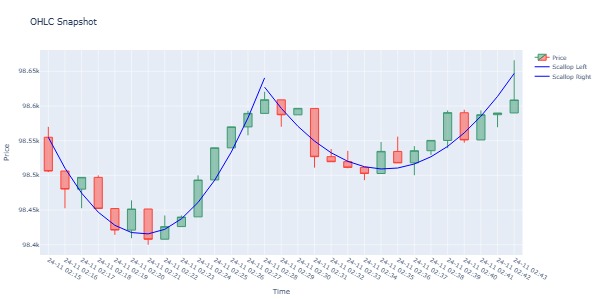 OHLC Snapshot
Price
Scallop Left
Scallop Right
98.65k
98.6k
98.55k
98.5k
98.45k
98.4k
Price
24-11 02:15
24-11 02:16
24-11 02:17
24-11 02:18
24-11 02:19
24-11 02:20
24-11 02:21
24-11 02:22
24-11 02:23
24-11 02:24
24-11 02:25
24-11 02:26
24-11 02:27
24-11 02:28
24-11 02:29
24-11 02:30
24-11 02:31
24-11 02:32
24-11 02:33
24-11 02:34
24-11 02:35
24-11 02:36
24-11 02:37
24-11 02:38
24-11 02:39
24-11 02:40
24-11 02:41
24-11 02:42
24-11 02:43
Time